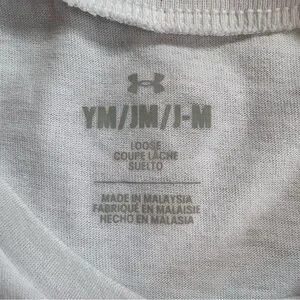 YM/JM/J-M
LOOSE
COUPE LÂCHE
SUELTO
MADE IN MALAYSIA
FABRIQUÉ EN MALAISIE
HECHO EN MALASIA